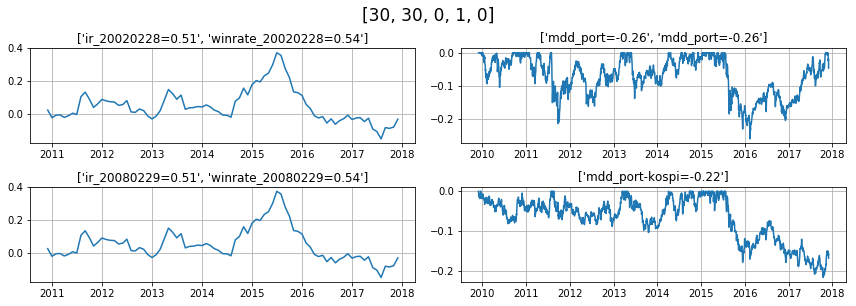 [30, 30, 0, 1, 0]
['ir_20020228=0.51', 'winrate_20020228=0.54']
0.4
0.2
0.0
2011 2012 2013 2014 2015 2016 2017 2018
['mdd_port=-0.26', 'mdd_port=-0.26']
0.0
−0.1
−0.2
2010 2011 2012 2013 2014 2015 2016 2017 2018
['ir_20080229=0.51', 'winrate_20080229=0.54']
0.4
0.2
0.0
2011 2012 2013 2014 2015 2016 2017 2018
['mdd_port-kospi=-0.22']
0.0
−0.1
−0.2
2010 2011 2012 2013 2014 2015 2016 2017 2018